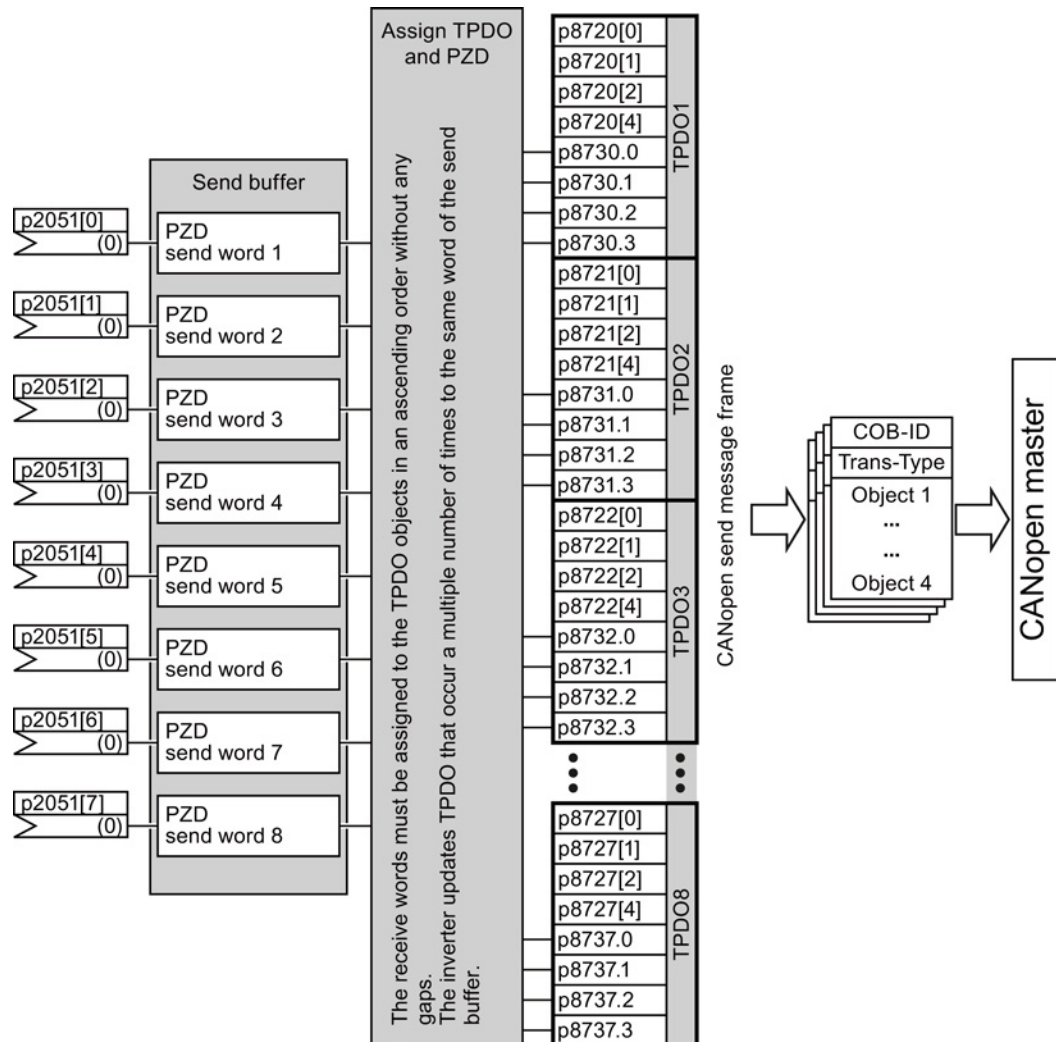 p2051[0]
(0)
p2051[1]
(0)
p2051[2]
(0)
p2051[3]
(0)
p2051[4]
(0)
p2051[5]
(0)
p2051[6]
(0)
p2051[7]
(0)
Send buffer
PZD
send word 1
PZD
send word 2
PZD
send word 3
PZD
send word 4
PZD
send word 5
PZD
send word 6
PZD
send word 7
PZD
send word 8
Assign TPDO
and PZD
The receive words must be assigned to the TPDO objects in an ascending order without any
gaps.
The inverter updates TPDO that occur a multiple number of times to the same word of the send
buffer.
p8720[0]
p8720[1]
p8720[2]
p8720[4]
p8730.0
p8730.1
p8730.2
p8730.3
TPDO1
p8721[0]
p8721[1]
p8721[2]
p8721[4]
p8731.0
p8731.1
p8731.2
p8731.3
TPDO2
p8722[0]
p8722[1]
p8722[2]
p8722[4]
p8732.0
p8732.1
p8732.2
p8732.3
TPDO3
p8727[0]
p8727[1]
p8727[2]
p8727[4]
p8737.0
p8737.1
p8737.2
p8737.3
TPDO8
CANopen send message frame
COB-ID
Trans-Type
Object 1
...
...
Object 4
CANopen master